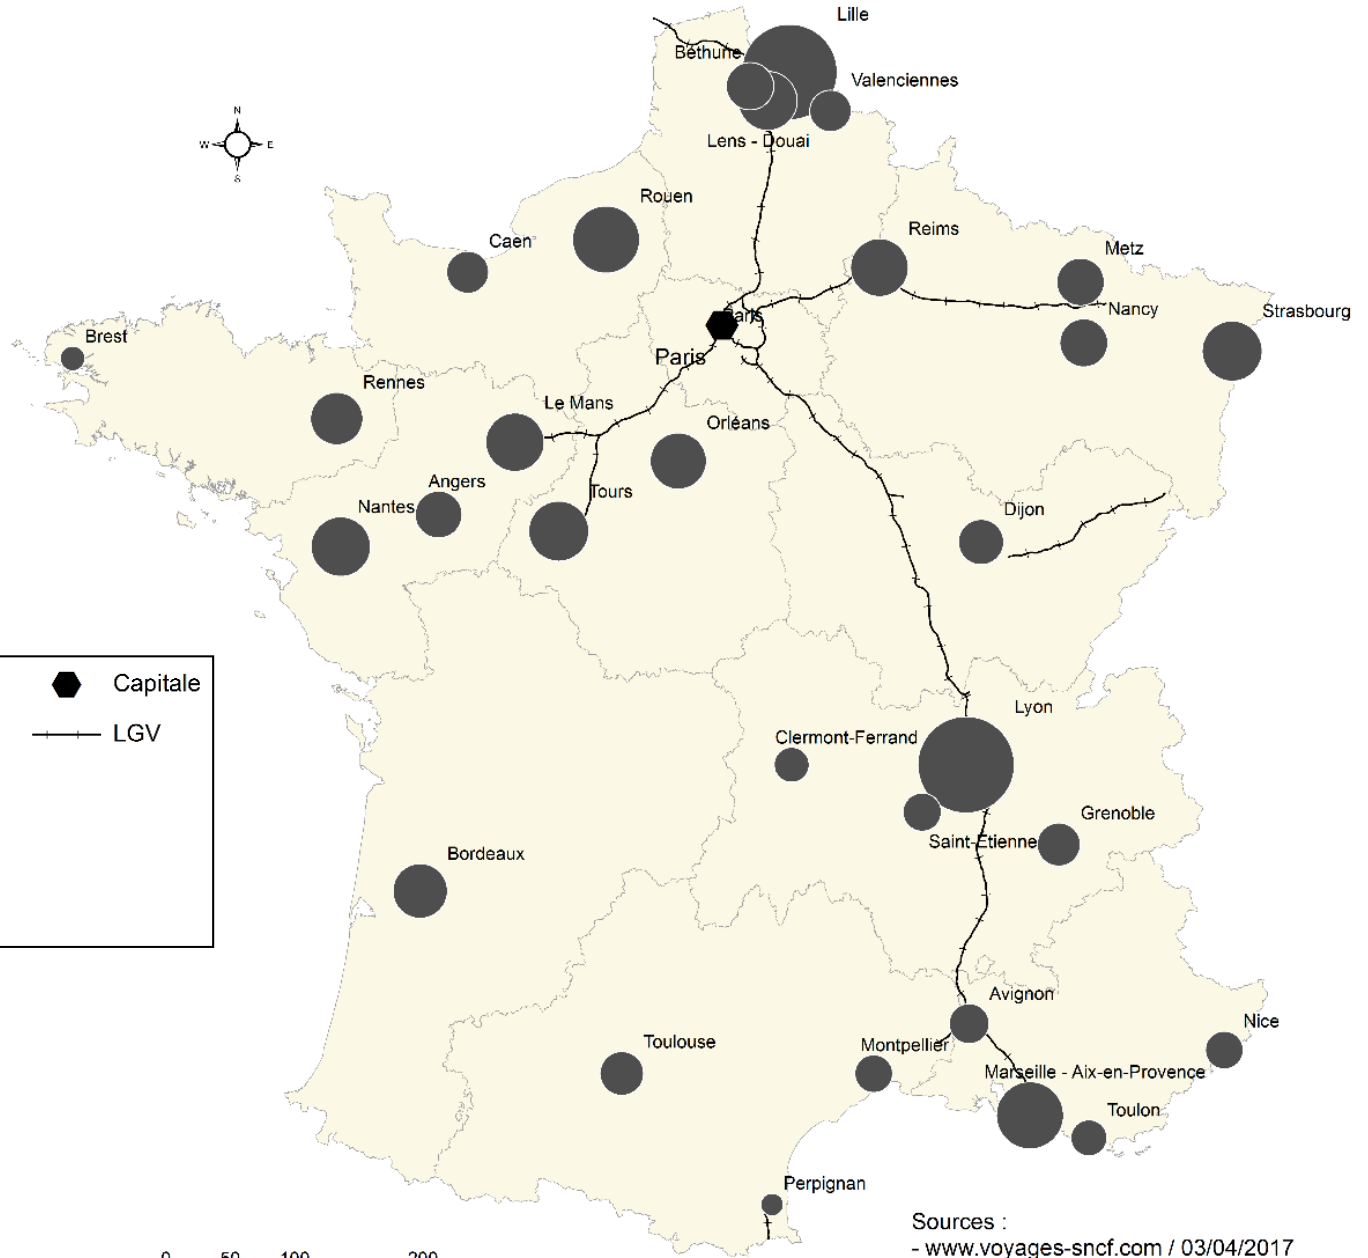 Lille
Béthune
Valenciennes
N
W
E
S
Lens - Douai
Rouen
Reims
Caen
Metz
Nancy
Strasbourg
Paris
Brest
Paris
Rennes
Le Mans
Orléans
Angers
Tours
Nantes
Dijon
Capitale
LGV
Lyon
Clermont-Ferrand
Grenoble
Saint-Etienne
Bordeaux
Avignon
Nice
Toulouse
Montpellier
Marseille - Aix-en-Provence
Toulon
Perpignan
Sources :
- www.voyages-sncf.com / 03/04/2017
0 50 100 200